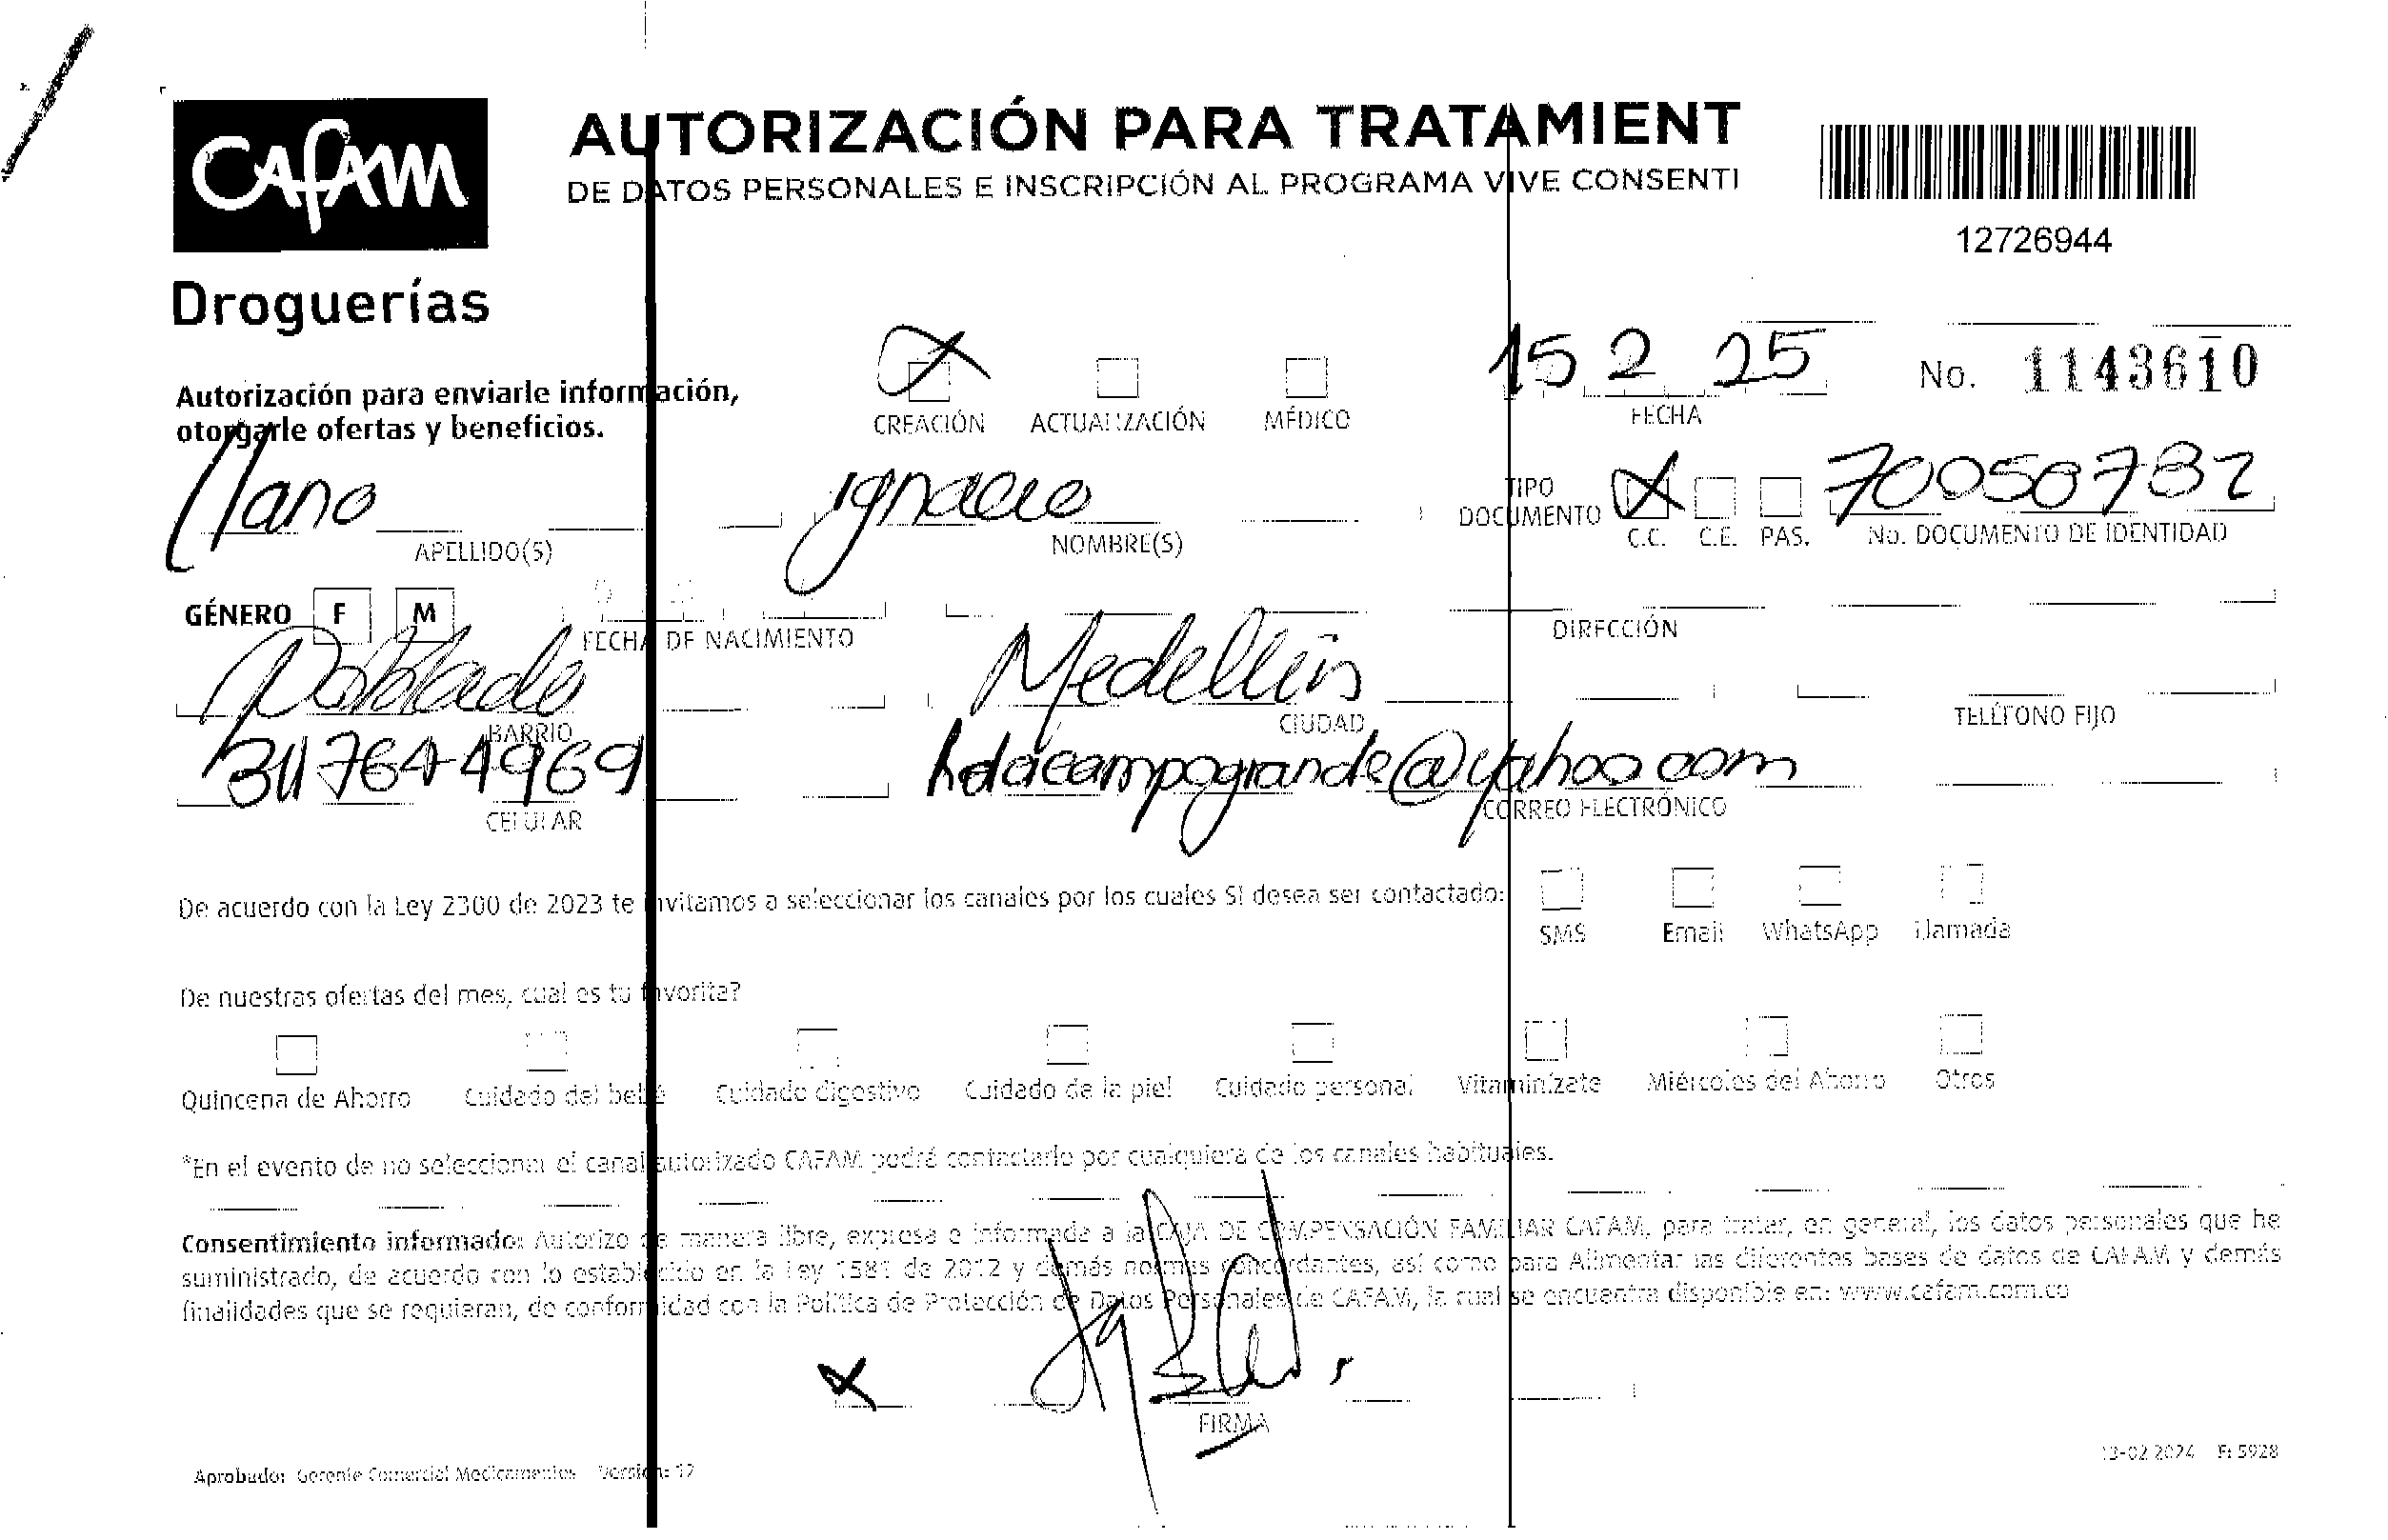 CAFAM
Droguerías
AUTORIZACIÓN PARA TRATAMIENT
DE DATOS PERSONALES E INSCRIPCIÓN AL PROGRAMA VIVE CONSENTI
12726944
Autorización para enviarle información,
otorgarle ofertas y beneficios.
CREACIÓN ACTUALIZACIÓN MÉDICO
15 2 25
FECHA
No. 1143610
Llano
APELLIDO(S)
Ignacio
NOMBRE(S)
TIPO
DOCUMENTO
C.C. C.E. PAS.
70050782
No. DOCUMENTO DE IDENTIDAD
GÉNERO F M
FECHA DE NACIMIENTO
DIRECCIÓN
Poblado
BARRIO
Medellín
CIUDAD
TELÉFONO FIJO
3117644969
CELULAR
hdacampogrande@yahoo.com
CORREO ELECTRÓNICO
De acuerdo con la Ley 2300 de 2023 te invitamos a seleccionar los canales por los cuales SI desea ser contactado:
SMS Email WhatsApp Llamada
De nuestras ofertas del mes, cual es tu favorita?
Quincena de Ahorro Cuidado del bebé Cuidado digestivo Cuidado de la piel Cuidado personal Vitamínízate Miércoles del Ahorro Otros
*En el evento de no seleccionar el canal autorizado CAFAM podrá contactarlo por cualquiera de los canales habituales.
Consentimiento informado: Autorizo de manera libre, expresa e informada a la CAJA DE COMPENSACIÓN FAMILIAR CAFAM, para tratar, en general, los datos personales que he
suministrado, de acuerdo con lo establecido en la Ley 1581 de 2012 y demás normas concordantes, así como para Alimentar las diferentes bases de datos de CAFAM y demás
finalidades que se requieran, de conformidad con la Política de Protección de Datos Personales de CAFAM, la cual se encuentra disponible en: www.cafam.com.co
FIRMA
Aprobado: Gerente Comercial Medicamentos Versión: 12
13-02 2024 Ft 5928